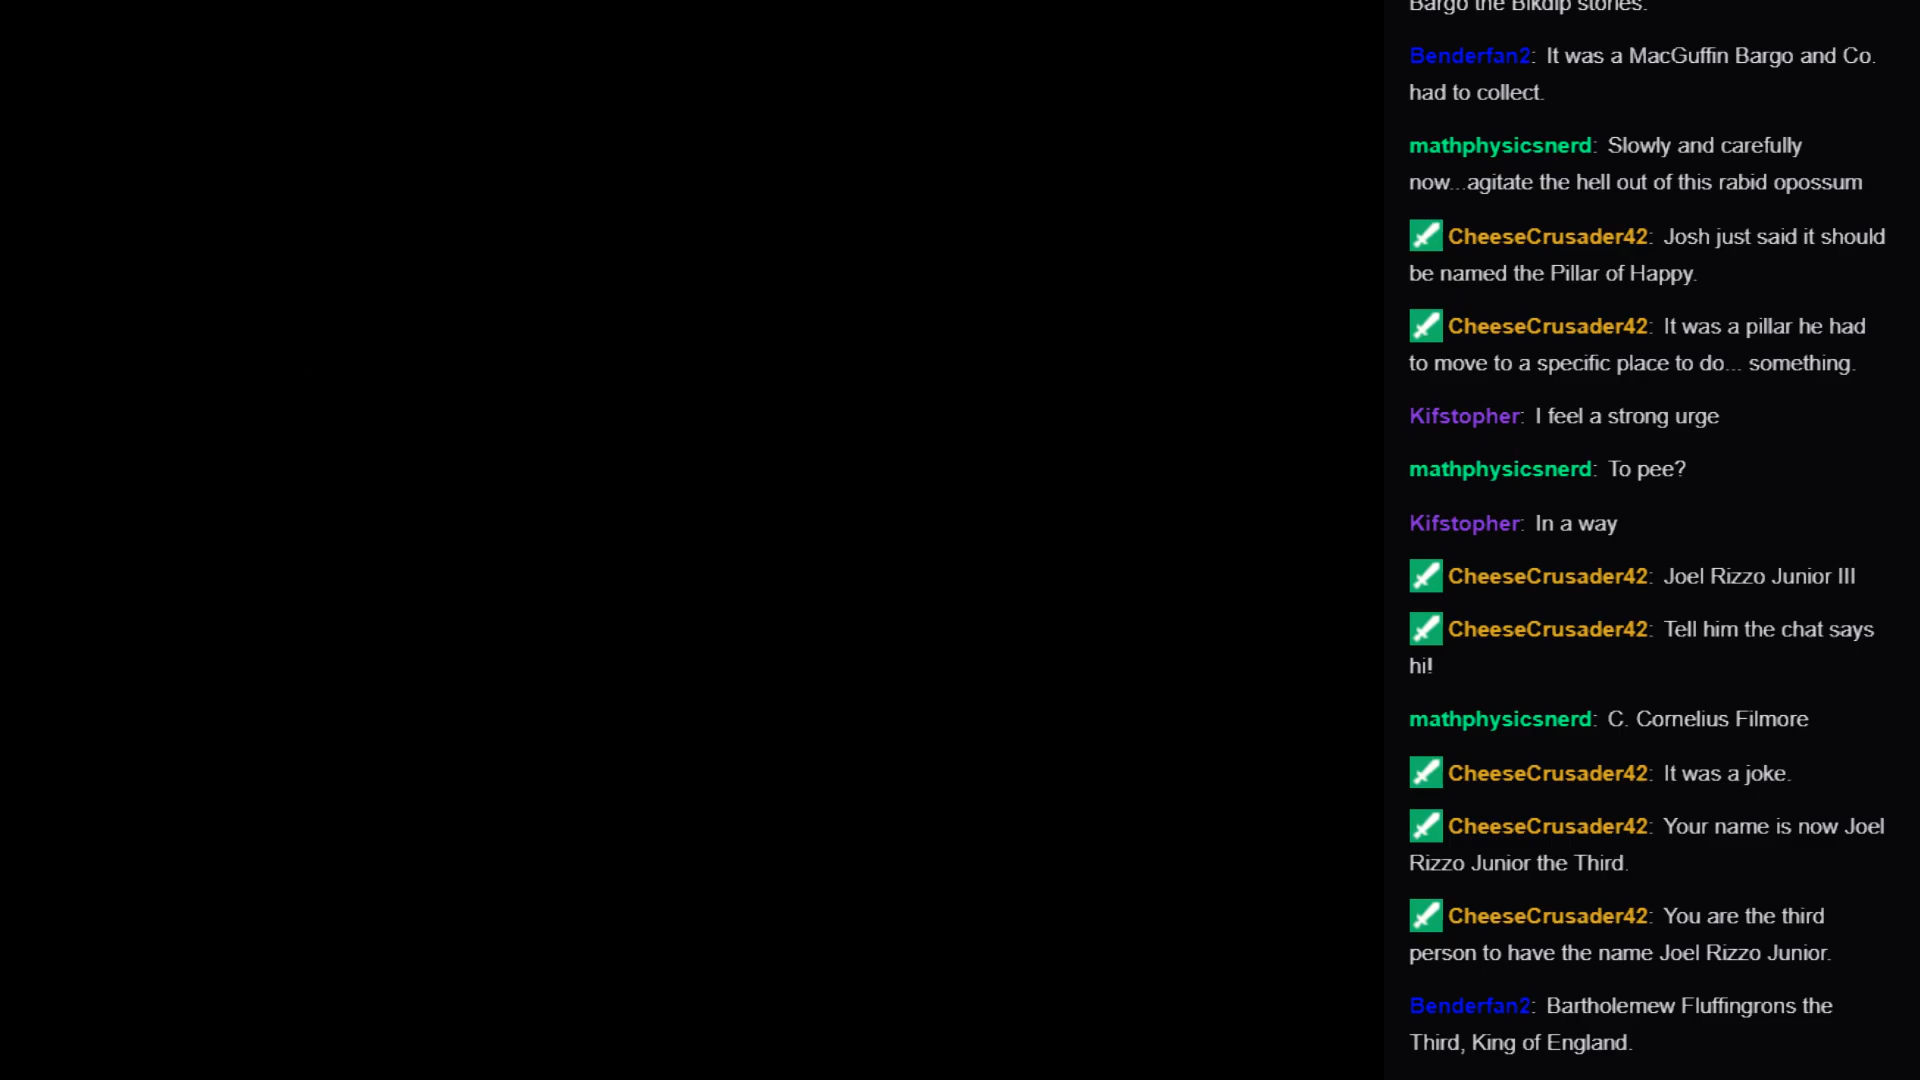 Bargo the Bikdip stories.
Benderfan2: It was a MacGuffin Bargo and Co.
had to collect.
mathphysicsnerd: Slowly and carefully
now...agitate the hell out of this rabid opossum
CheeseCrusader42: Josh just said it should
be named the Pillar of Happy.
CheeseCrusader42: It was a pillar he had
to move to a specific place to do... something.
Kifstopher: I feel a strong urge
mathphysicsnerd: To pee?
Kifstopher: In a way
CheeseCrusader42: Joel Rizzo Junior III
CheeseCrusader42: Tell him the chat says
hi!
mathphysicsnerd: C. Cornelius Filmore
CheeseCrusader42: It was a joke.
CheeseCrusader42: Your name is now Joel
Rizzo Junior the Third.
CheeseCrusader42: You are the third
person to have the name Joel Rizzo Junior.
Benderfan2: Bartholemew Fluffingrons the
Third, King of England.